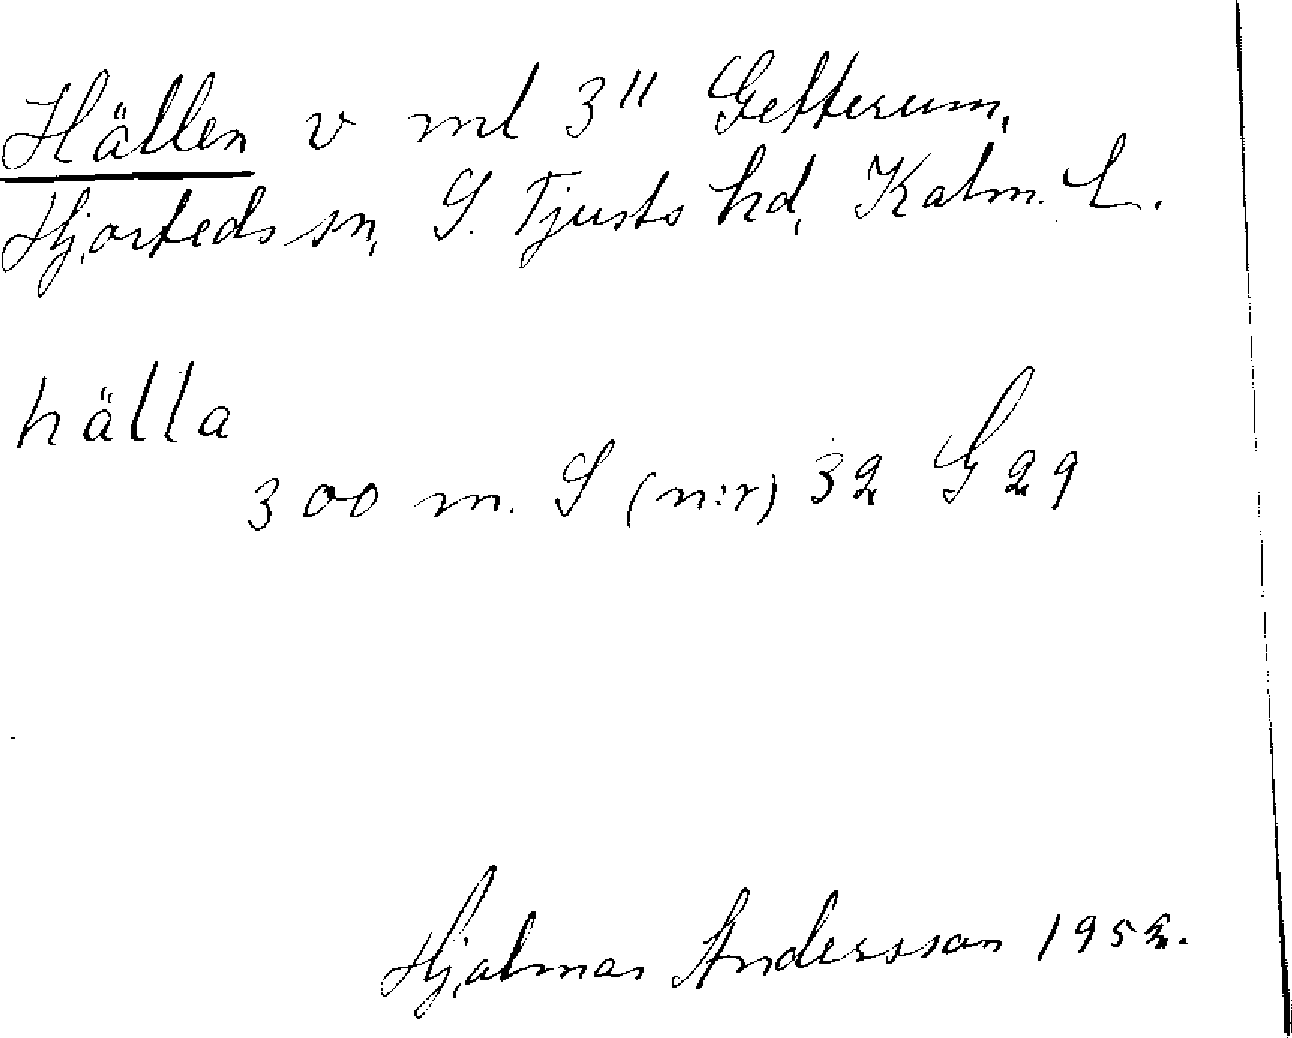 Hällen v ml 3" Getterum,
Hjorteds sn, S. Tjusts hd, Kalm. L.
hälla
300 m. S (n:r) 32 G 29
Hjalmar Andersson 1952.